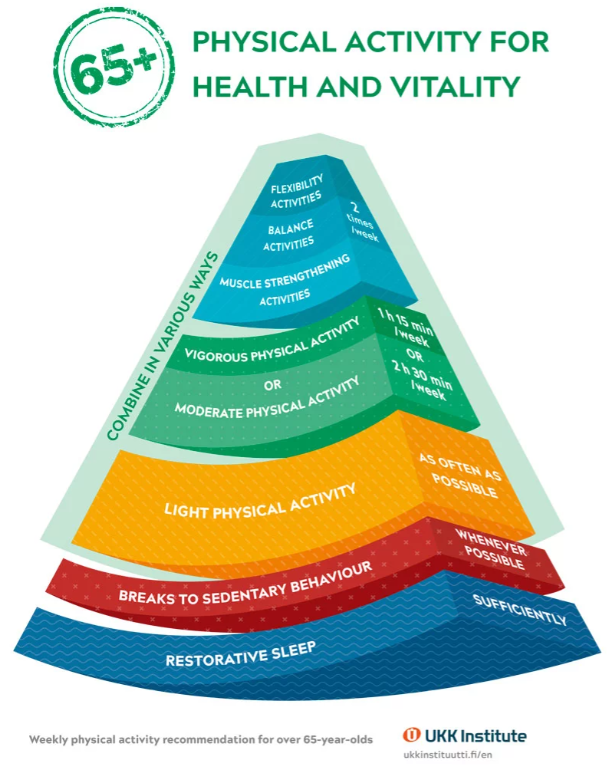 65+
PHYSICAL ACTIVITY FOR
HEALTH AND VITALITY
COMBINE IN VARIOUS WAYS
FLEXIBILITY
ACTIVITIES
BALANCE
ACTIVITIES
MUSCLE STRENGTHENING
ACTIVITIES
2
times
/week
VIGOROUS PHYSICAL ACTIVITY
OR
MODERATE PHYSICAL ACTIVITY
1 h 15 min
/week
OR
2 h 30 min
/week
LIGHT PHYSICAL ACTIVITY
AS OFTEN AS
POSSIBLE
BREAKS TO SEDENTARY BEHAVIOUR
WHENEVER
POSSIBLE
RESTORATIVE SLEEP
SUFFICIENTLY
Weekly physical activity recommendation for over 65-year-olds
UKK Institute
ukkinstituutti.fi/en